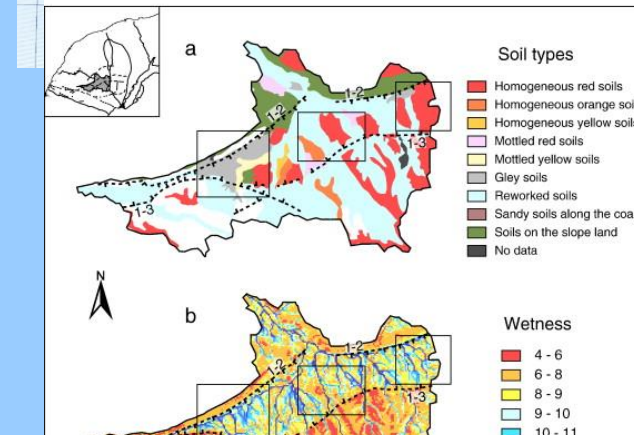 a
Soil types
Homogeneous red soils
Homogeneous orange soil
Homogeneous yellow soils
Mottled red soils
Mottled yellow soils
Gley soils
Reworked soils
Sandy soils along the coa
Soils on the slope land
No data
1-2
1-2
1-3
1-3
N
b
Wetness
4 - 6
6 - 8
8 - 9
9 - 10
10 - 11
1-2
1-2
1-3